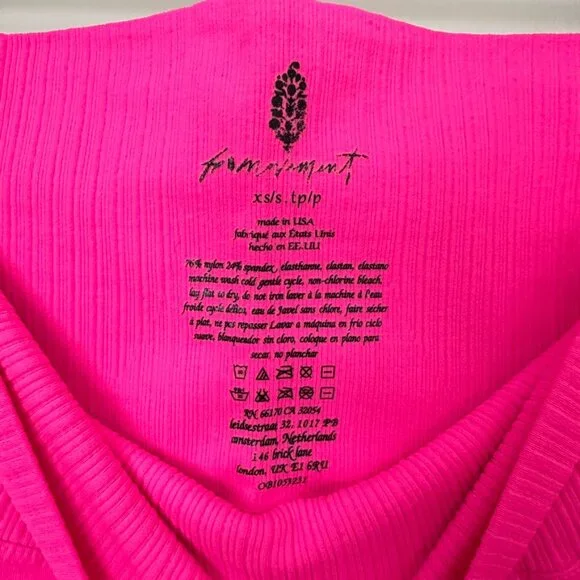 fp movement
xs/s. tp/p
made in USA
fabriqué aux États Unis
hecho en EE.UU
76% nylon 24% spandex, elasthanne, elastan, elastano
machine wash cold gentle cycle, non-chlorine bleach,
lay flat to dry, do not iron laver à la machine à l'eau
froide cycle délicat, eau de Javel sans chlore, faire sécher
à plat, ne pas repasser Lavar a máquina en frio ciclo
suave, blanqueador sin cloro, coloque en plano para
secar, no planchar
RN 66170 CA 32054
leidsestraat 32, 1017 PB
amsterdam, Netherlands
146 brick lane
london, UK E1 6RU
OB1053231